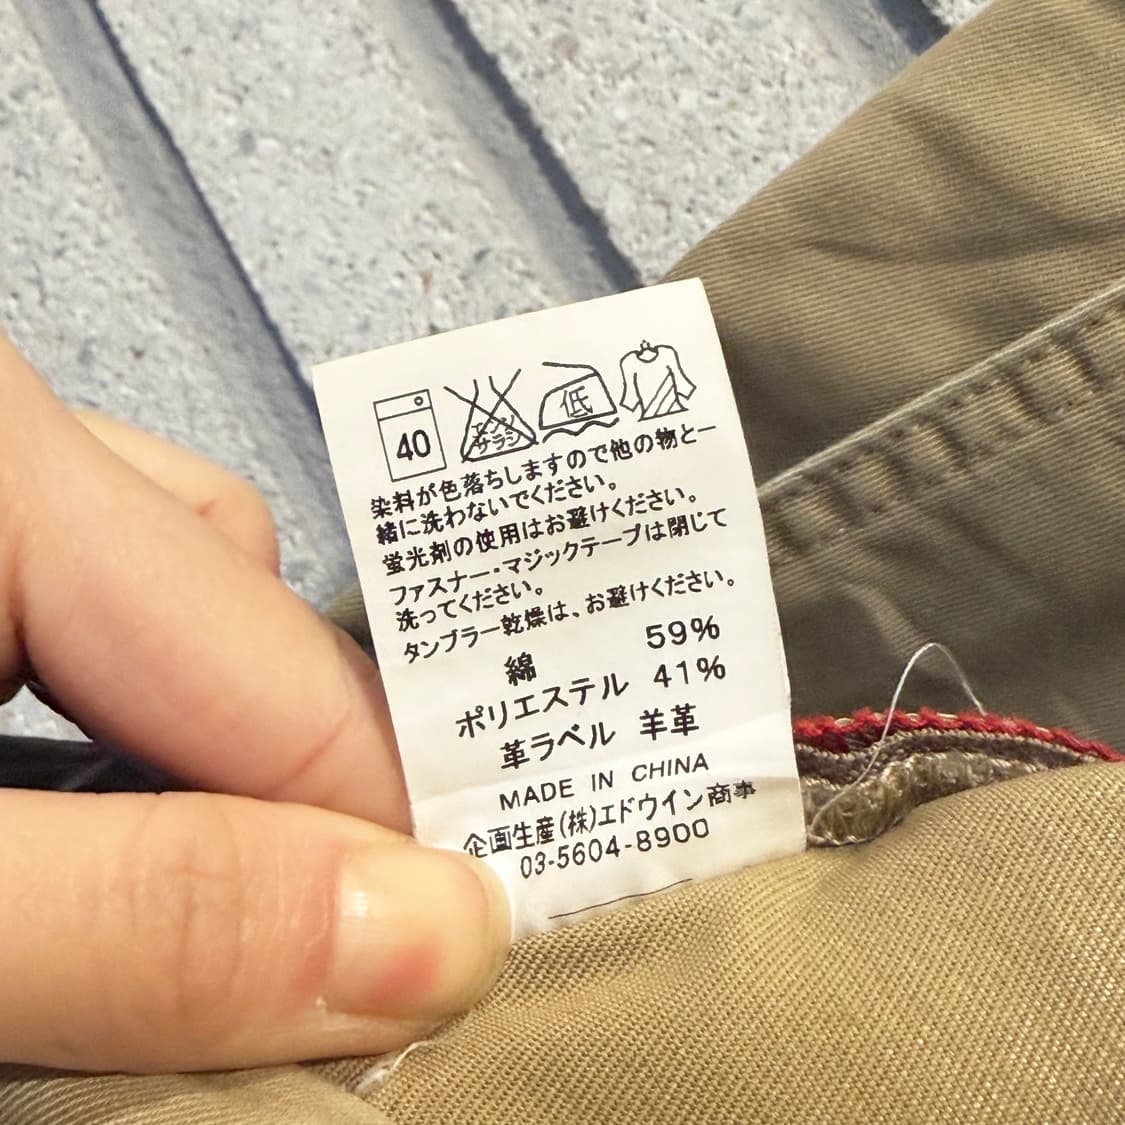 40
エンソ
サラシ
低
染料が色落ちしますので他の物と一
緒に洗わないでください。
蛍光剤の使用はお避けください。
ファスナー・マジックテープは閉じて
洗ってください。
タンブラー乾燥は、お避けください。
綿 59%
ポリエステル 41%
革ラベル 羊革
MADE IN CHINA
企画生産(株)エドウイン商事
03-5604-8900